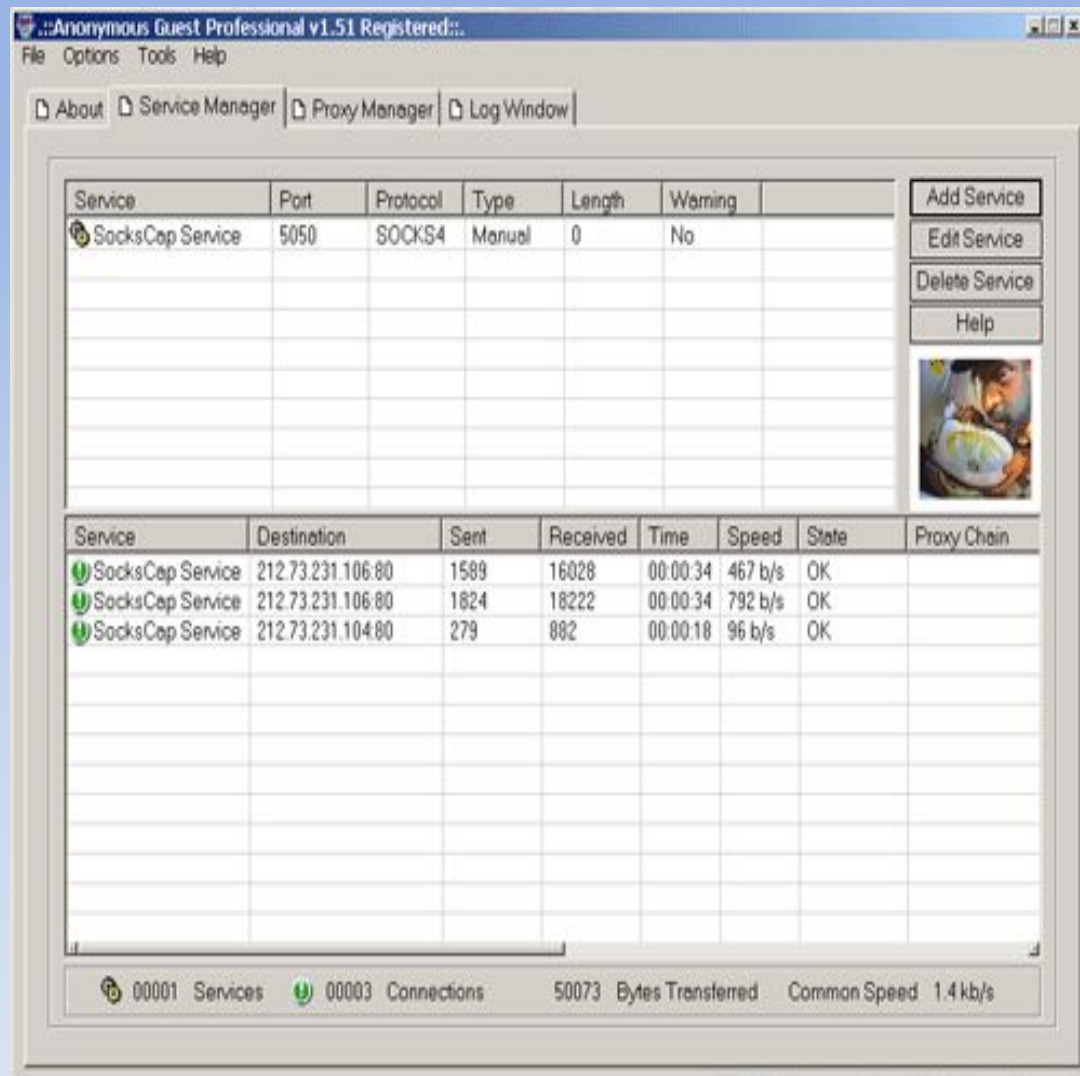 .::Anonymous Guest Professional v1.51 Registered::.
File Options Tools Help
About Service Manager Proxy Manager Log Window
Service Port Protocol Type Length Warning
SocksCap Service 5050 SOCKS4 Manual 0 No
Add Service
Edit Service
Delete Service
Help
Service Destination Sent Received Time Speed State Proxy Chain
SocksCap Service 212.73.231.106:80 1589 16028 00:00:34 467 b/s OK
SocksCap Service 212.73.231.106:80 1824 18222 00:00:34 792 b/s OK
SocksCap Service 212.73.231.104:80 279 882 00:00:18 96 b/s OK
00001 Services 00003 Connections 50073 Bytes Transferred Common Speed 1.4 kb/s